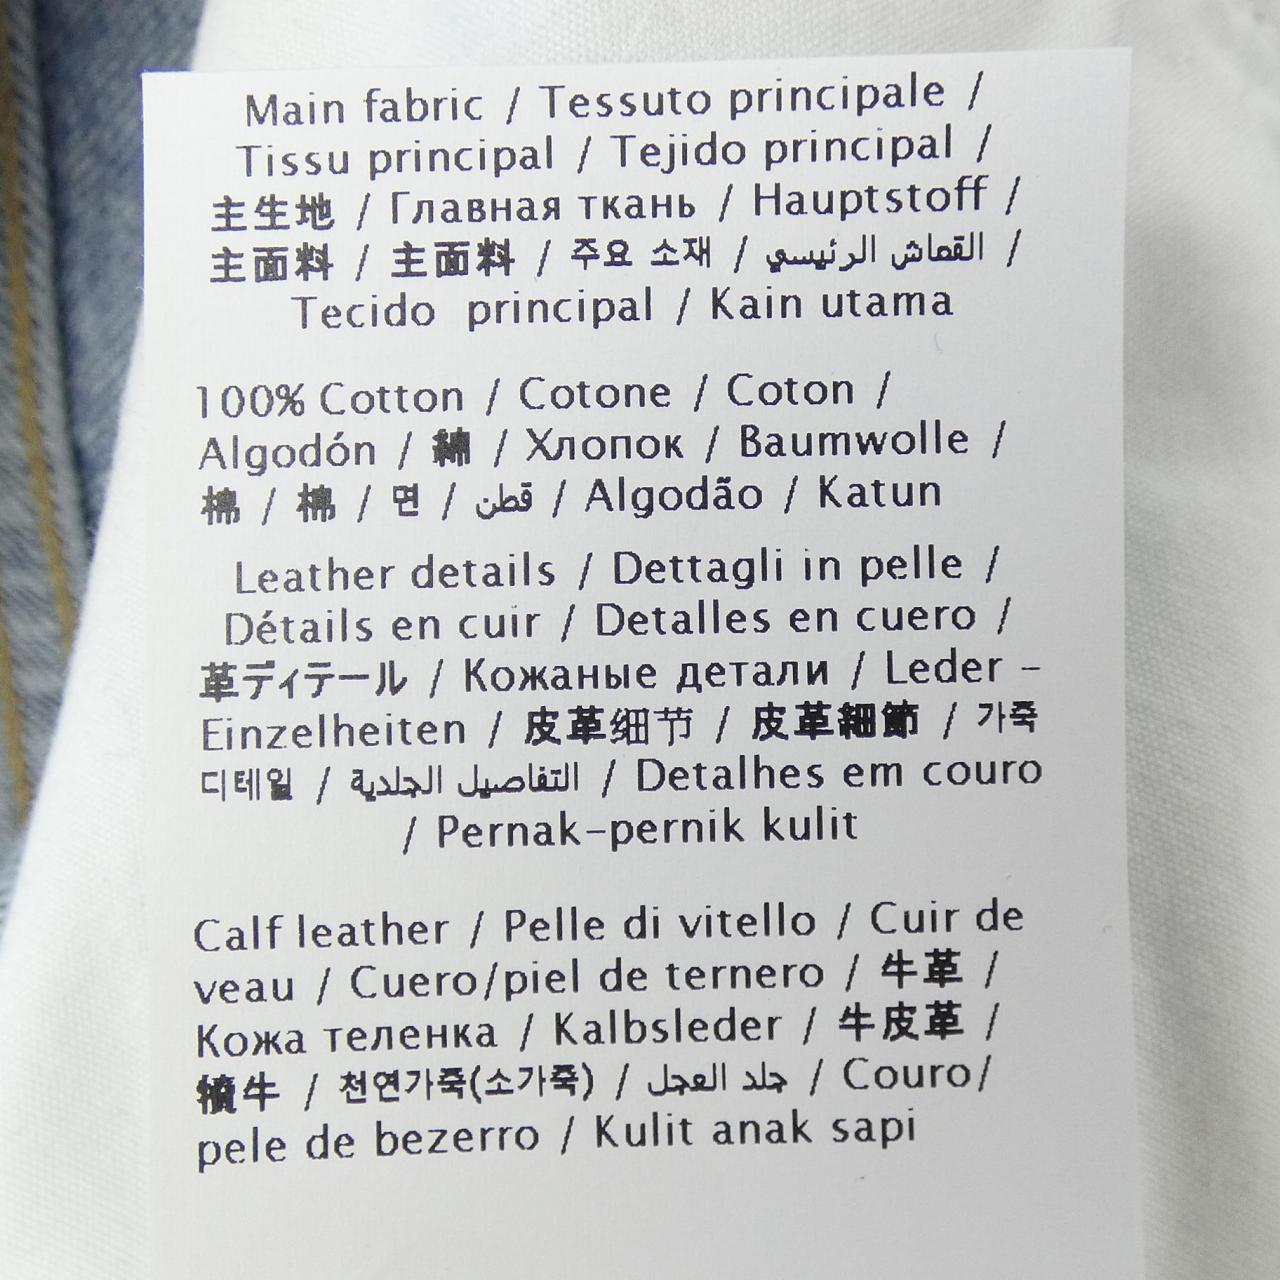 Main fabric / Tessuto principale /
Tissu principal / Tejido principal /
主生地 / Главная ткань / Hauptstoff /
主面料 / 主面料 / 주요 소재 / القماش الرئيسي /
Tecido principal / Kain utama
100% Cotton / Cotone / Coton /
Algodón / 綿 / Хлопок / Baumwolle /
棉 / 棉 / 면 / قطن / Algodão / Katun
Leather details / Dettagli in pelle /
Détails en cuir / Detalles en cuero /
革ディテール / Кожаные детали / Leder -
Einzelheiten / 皮革细节 / 皮革細節 / 가죽
디테일 / التفاصيل الجلدية / Detalhes em couro
/ Pernak-pernik kulit
Calf leather / Pelle di vitello / Cuir de
veau / Cuero/piel de ternero / 牛革 /
Кожа теленка / Kalbsleder / 牛皮革 /
犢牛 / 천연가죽(소가죽) / جلد العجل / Couro/
pele de bezerro / Kulit anak sapi